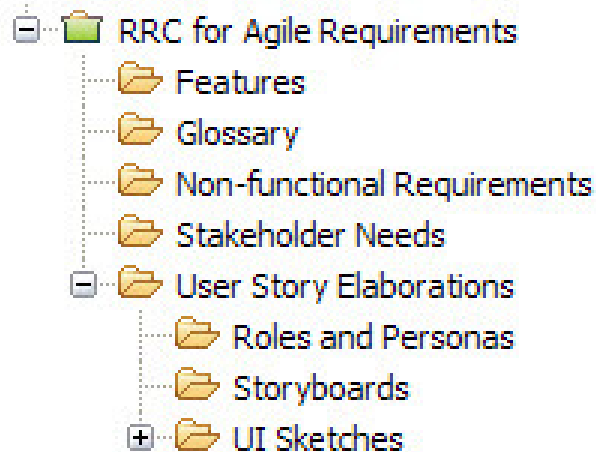 RRC for Agile Requirements
Features
Glossary
Non-functional Requirements
Stakeholder Needs
User Story Elaborations
Roles and Personas
Storyboards
UI Sketches